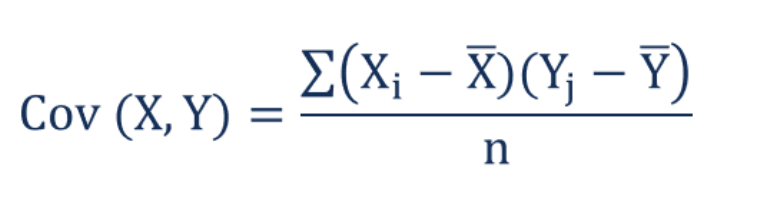 Cov (X, Y) = ∑(Xᵢ − X̅)(Yⱼ − Y̅) / n